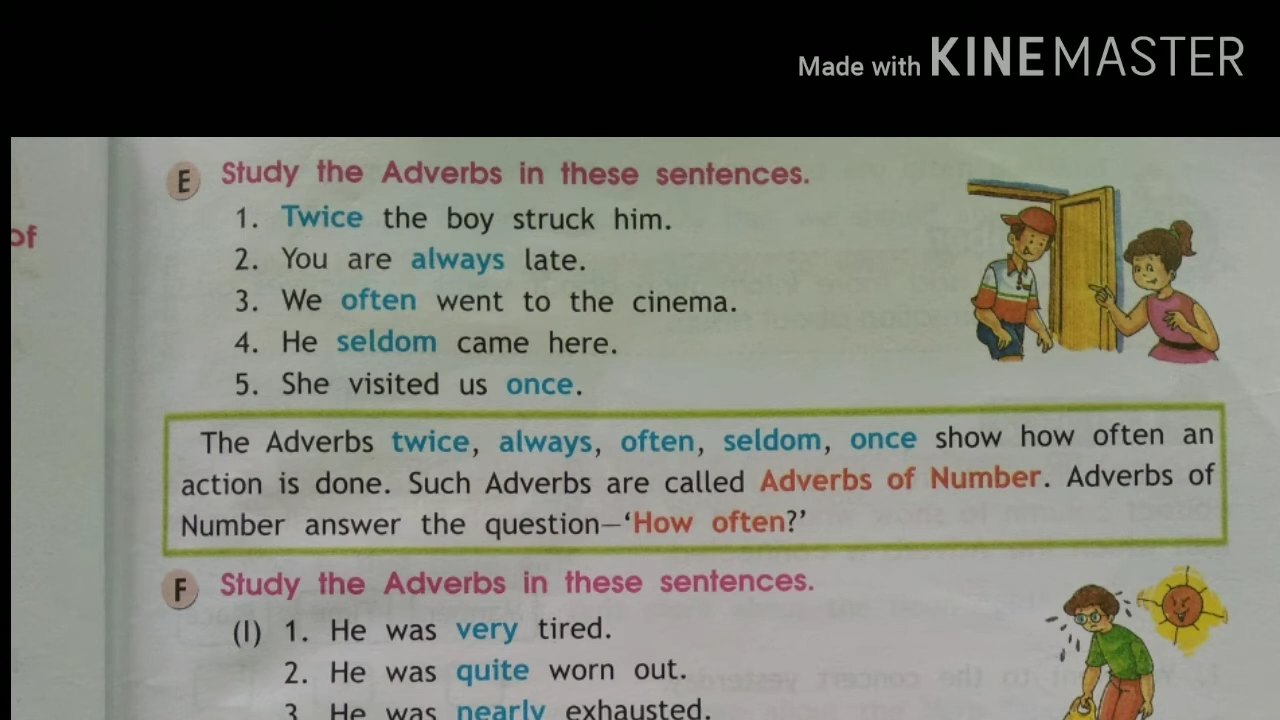 Made with KINEMASTER
of
E Study the Adverbs in these sentences.
1. Twice the boy struck him.
2. You are always late.
3. We often went to the cinema.
4. He seldom came here.
5. She visited us once.
The Adverbs twice, always, often, seldom, once show how often an
action is done. Such Adverbs are called Adverbs of Number. Adverbs of
Number answer the question—‘How often?’
F Study the Adverbs in these sentences.
(I) 1. He was very tired.
2. He was quite worn out.
3. He was nearly exhausted.